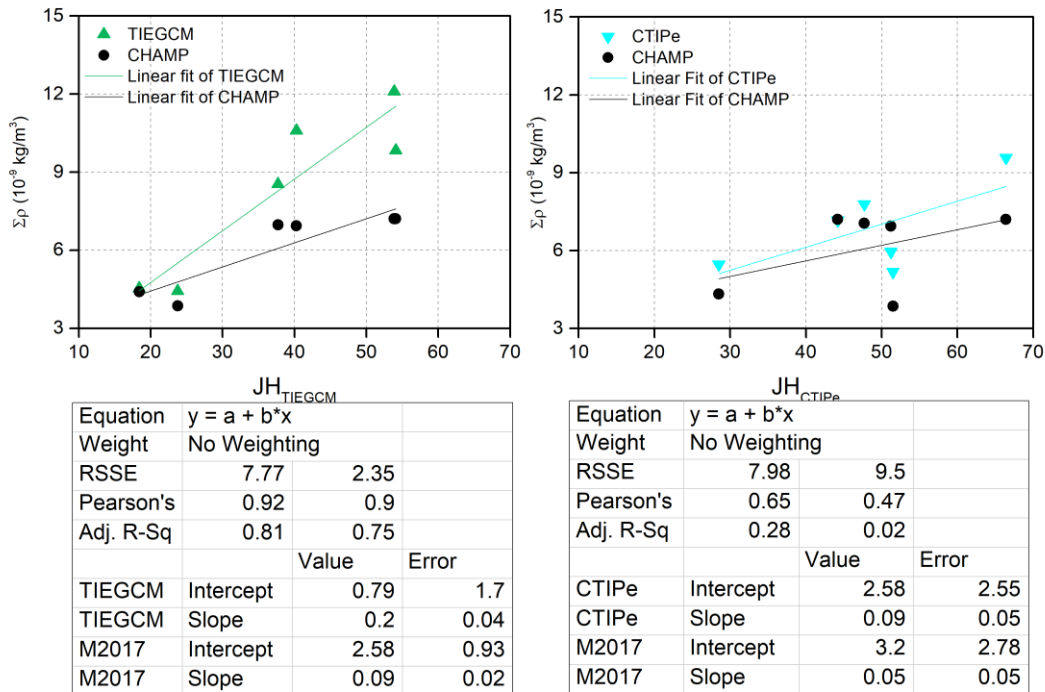 15
12
9
6
3
Σρ (10⁻⁹ kg/m³)
TIEGCM
CHAMP
Linear fit of TIEGCM
Linear fit of CHAMP
10 20 30 40 50 60 70
JH_TIEGCM
Equation y = a + b*x
Weight No Weighting
RSSE 7.77 2.35
Pearson's 0.92 0.9
Adj. R-Sq 0.81 0.75
Value Error
TIEGCM Intercept 0.79 1.7
TIEGCM Slope 0.2 0.04
M2017 Intercept 2.58 0.93
M2017 Slope 0.09 0.02
15
12
9
6
3
Σρ (10⁻⁹ kg/m³)
CTIPe
CHAMP
Linear Fit of CTIPe
Linear Fit of CHAMP
10 20 30 40 50 60 70
JH_CTIPe
Equation y = a + b*x
Weight No Weighting
RSSE 7.98 9.5
Pearson's 0.65 0.47
Adj. R-Sq 0.28 0.02
Value Error
CTIPe Intercept 2.58 2.55
CTIPe Slope 0.09 0.05
M2017 Intercept 3.2 2.78
M2017 Slope 0.05 0.05